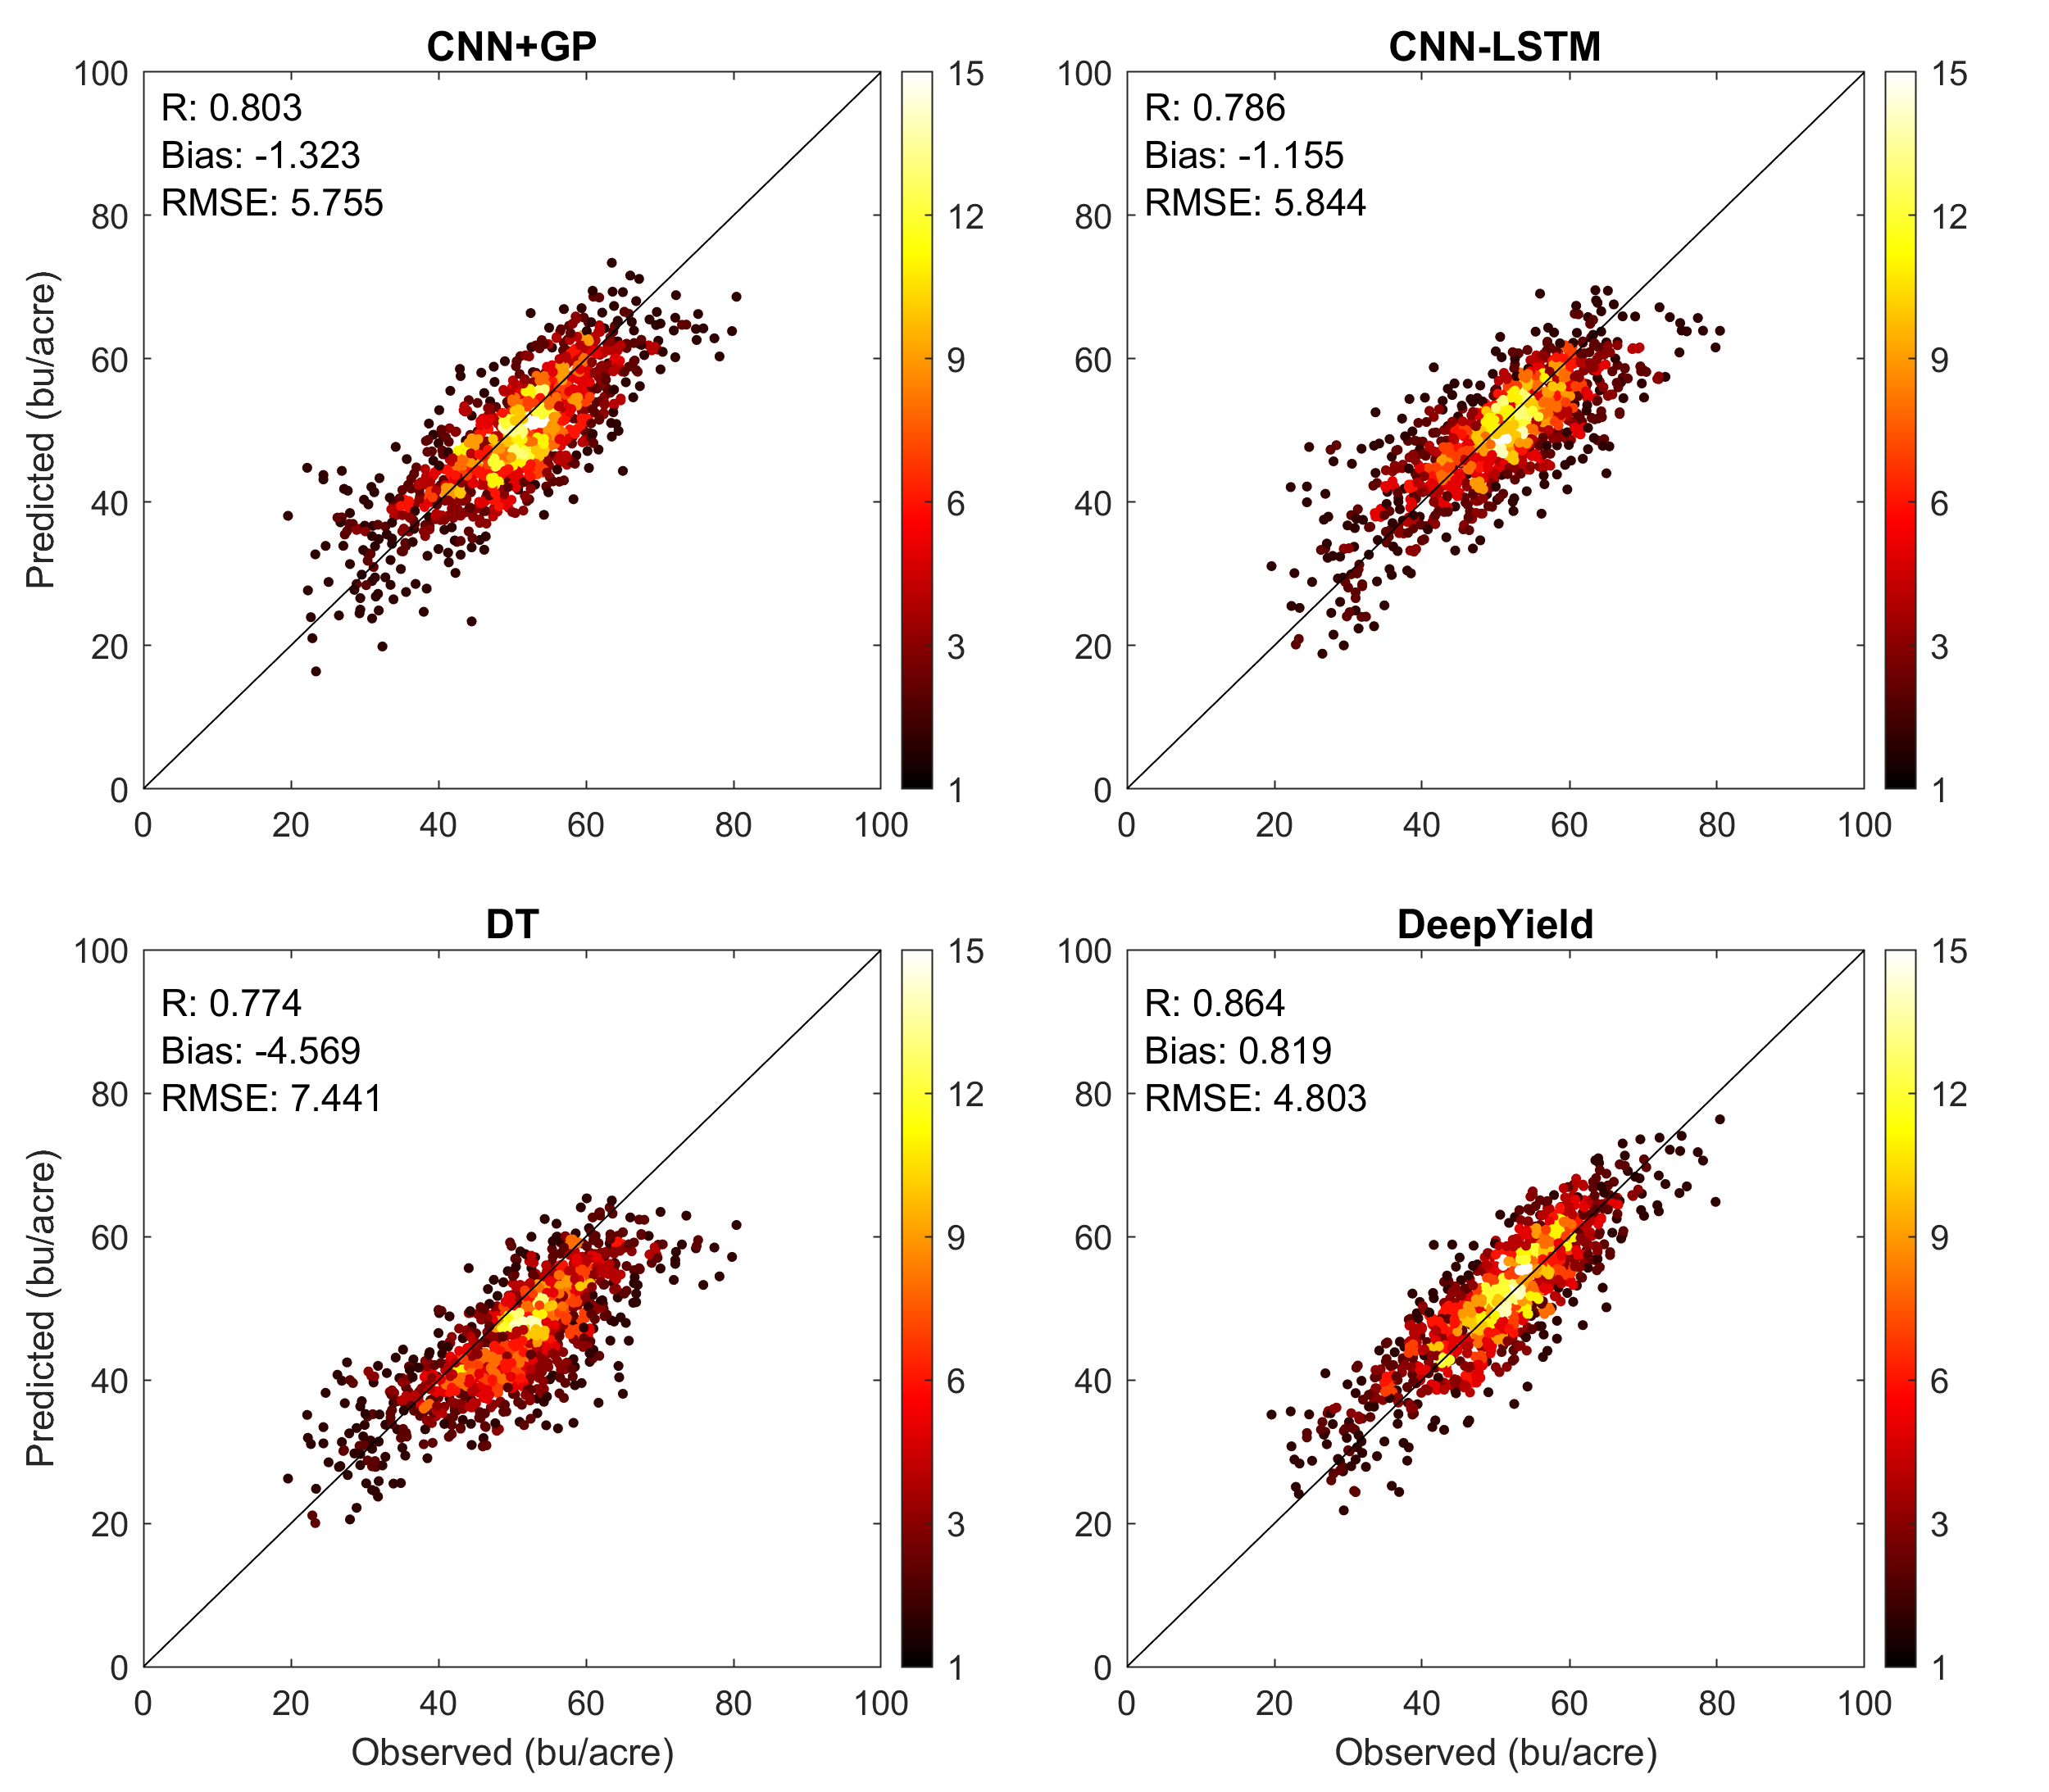 CNN+GP
R: 0.803
Bias: -1.323
RMSE: 5.755
Predicted (bu/acre)
100
80
60
40
20
0
0 20 40 60 80 100
15
12
9
6
3
1
CNN-LSTM
R: 0.786
Bias: -1.155
RMSE: 5.844
100
80
60
40
20
0
0 20 40 60 80 100
15
12
9
6
3
1
DT
R: 0.774
Bias: -4.569
RMSE: 7.441
Predicted (bu/acre)
100
80
60
40
20
0
0 20 40 60 80 100
Observed (bu/acre)
15
12
9
6
3
1
DeepYield
R: 0.864
Bias: 0.819
RMSE: 4.803
100
80
60
40
20
0
0 20 40 60 80 100
Observed (bu/acre)
15
12
9
6
3
1